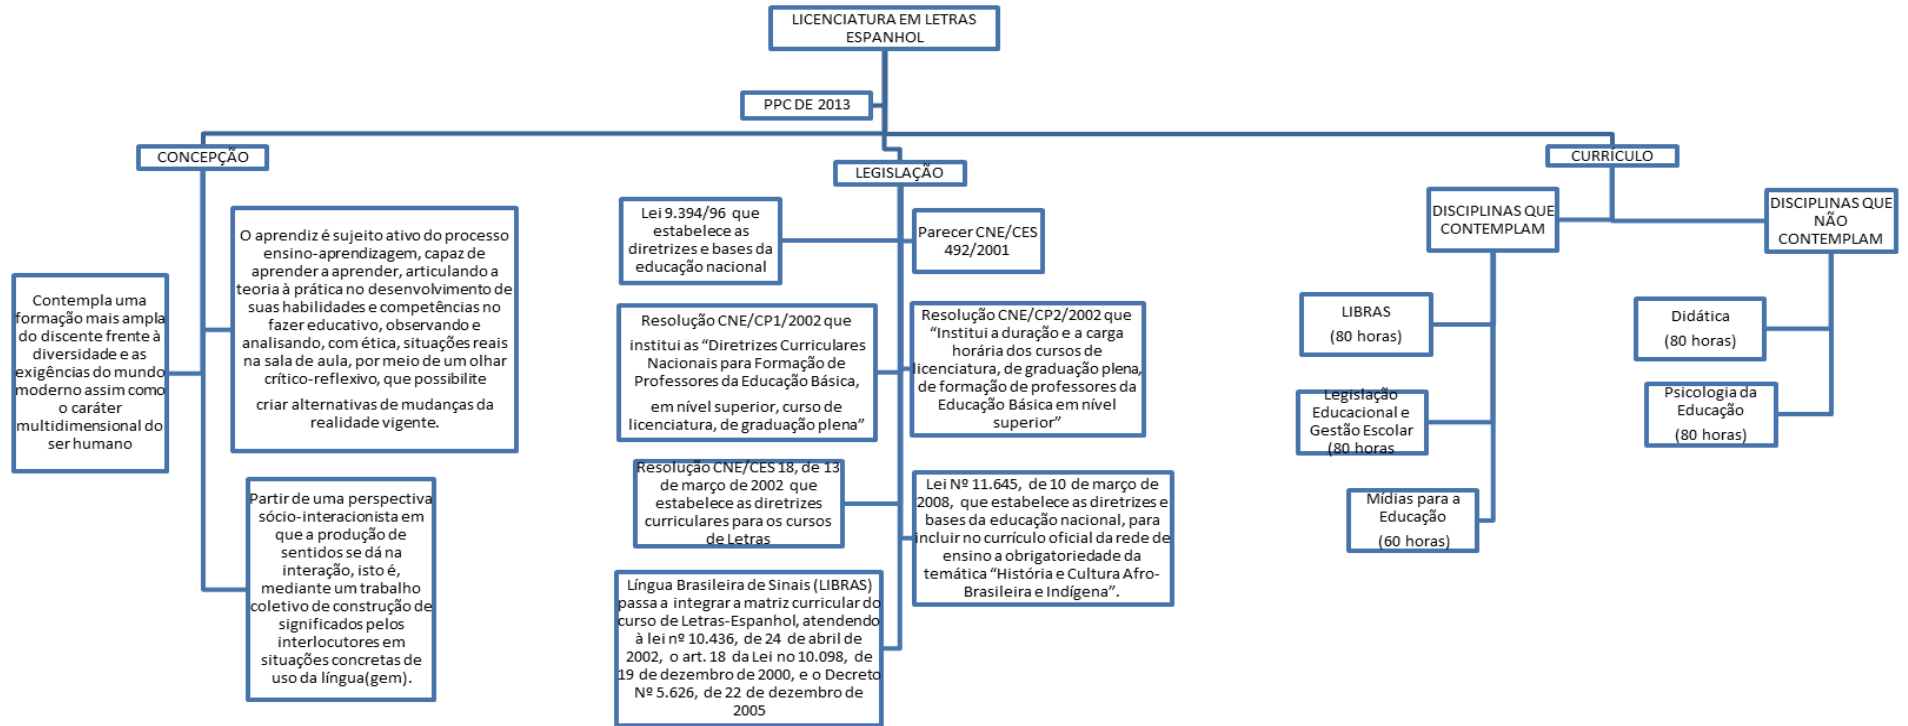 LICENCIATURA EM LETRAS
ESPANHOL
PPC DE 2013
CONCEPÇÃO
Contempla uma
formação mais ampla
do discente frente à
diversidade e as
exigências do mundo
moderno assim como
o caráter
multidimensional do
ser humano
O aprendiz é sujeito ativo do processo
ensino-aprendizagem, capaz de
aprender a aprender, articulando a
teoria à prática no desenvolvimento de
suas habilidades e competências no
fazer educativo, observando e
analisando, com ética, situações reais
na sala de aula, por meio de um olhar
crítico-reflexivo, que possibilite
criar alternativas de mudanças da
realidade vigente.
Partir de uma perspectiva
sócio-interacionista em
que a produção de
sentidos se dá na
interação, isto é,
mediante um trabalho
coletivo de construção de
significados pelos
interlocutores em
situações concretas de
uso da língua(gem).
LEGISLAÇÃO
Lei 9.394/96 que
estabelece as
diretrizes e bases da
educação nacional
Parecer CNE/CES
492/2001
Resolução CNE/CP1/2002 que
institui as “Diretrizes Curriculares
Nacionais para Formação de
Professores da Educação Básica,
em nível superior, curso de
licenciatura, de graduação plena”
Resolução CNE/CP2/2002 que
“Institui a duração e a carga
horária dos cursos de
licenciatura, de graduação plena,
de formação de professores da
Educação Básica em nível
superior”
Resolução CNE/CES 18, de 13
de março de 2002 que
estabelece as diretrizes
curriculares para os cursos
de Letras
Lei Nº 11.645, de 10 de março de
2008, que estabelece as diretrizes e
bases da educação nacional, para
incluir no currículo oficial da rede de
ensino a obrigatoriedade da
temática “História e Cultura Afro-
Brasileira e Indígena”.
Língua Brasileira de Sinais (LIBRAS)
passa a integrar a matriz curricular do
curso de Letras-Espanhol, atendendo
à lei nº 10.436, de 24 de abril de
2002, o art. 18 da Lei no 10.098, de
19 de dezembro de 2000, e o Decreto
Nº 5.626, de 22 de dezembro de
2005
CURRÍCULO
DISCIPLINAS QUE
CONTEMPLAM
LIBRAS
(80 horas)
Legislação
Educacional e
Gestão Escolar
(80 horas
Mídias para a
Educação
(60 horas)
DISCIPLINAS QUE
NÃO
CONTEMPLAM
Didática
(80 horas)
Psicologia da
Educação
(80 horas)